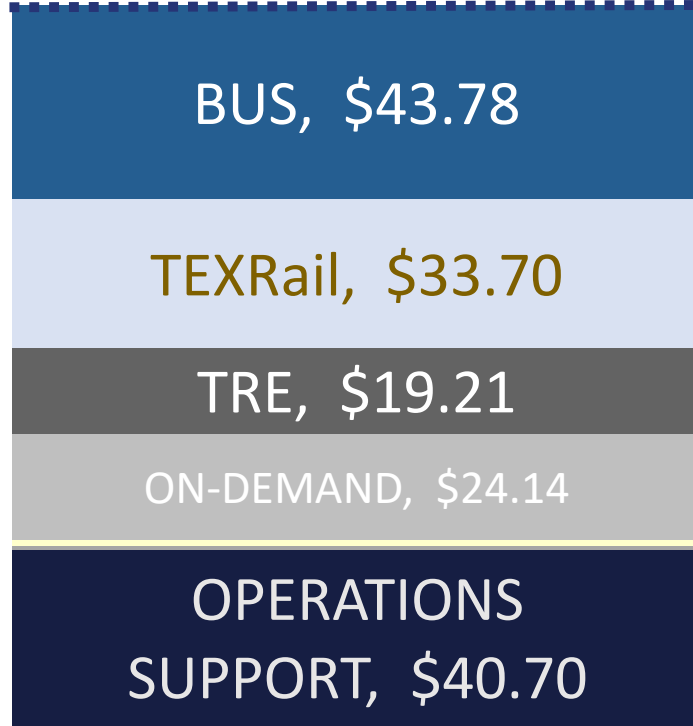 BUS, $43.78
TEXRail, $33.70
TRE, $19.21
ON-DEMAND, $24.14
OPERATIONS
SUPPORT, $40.70